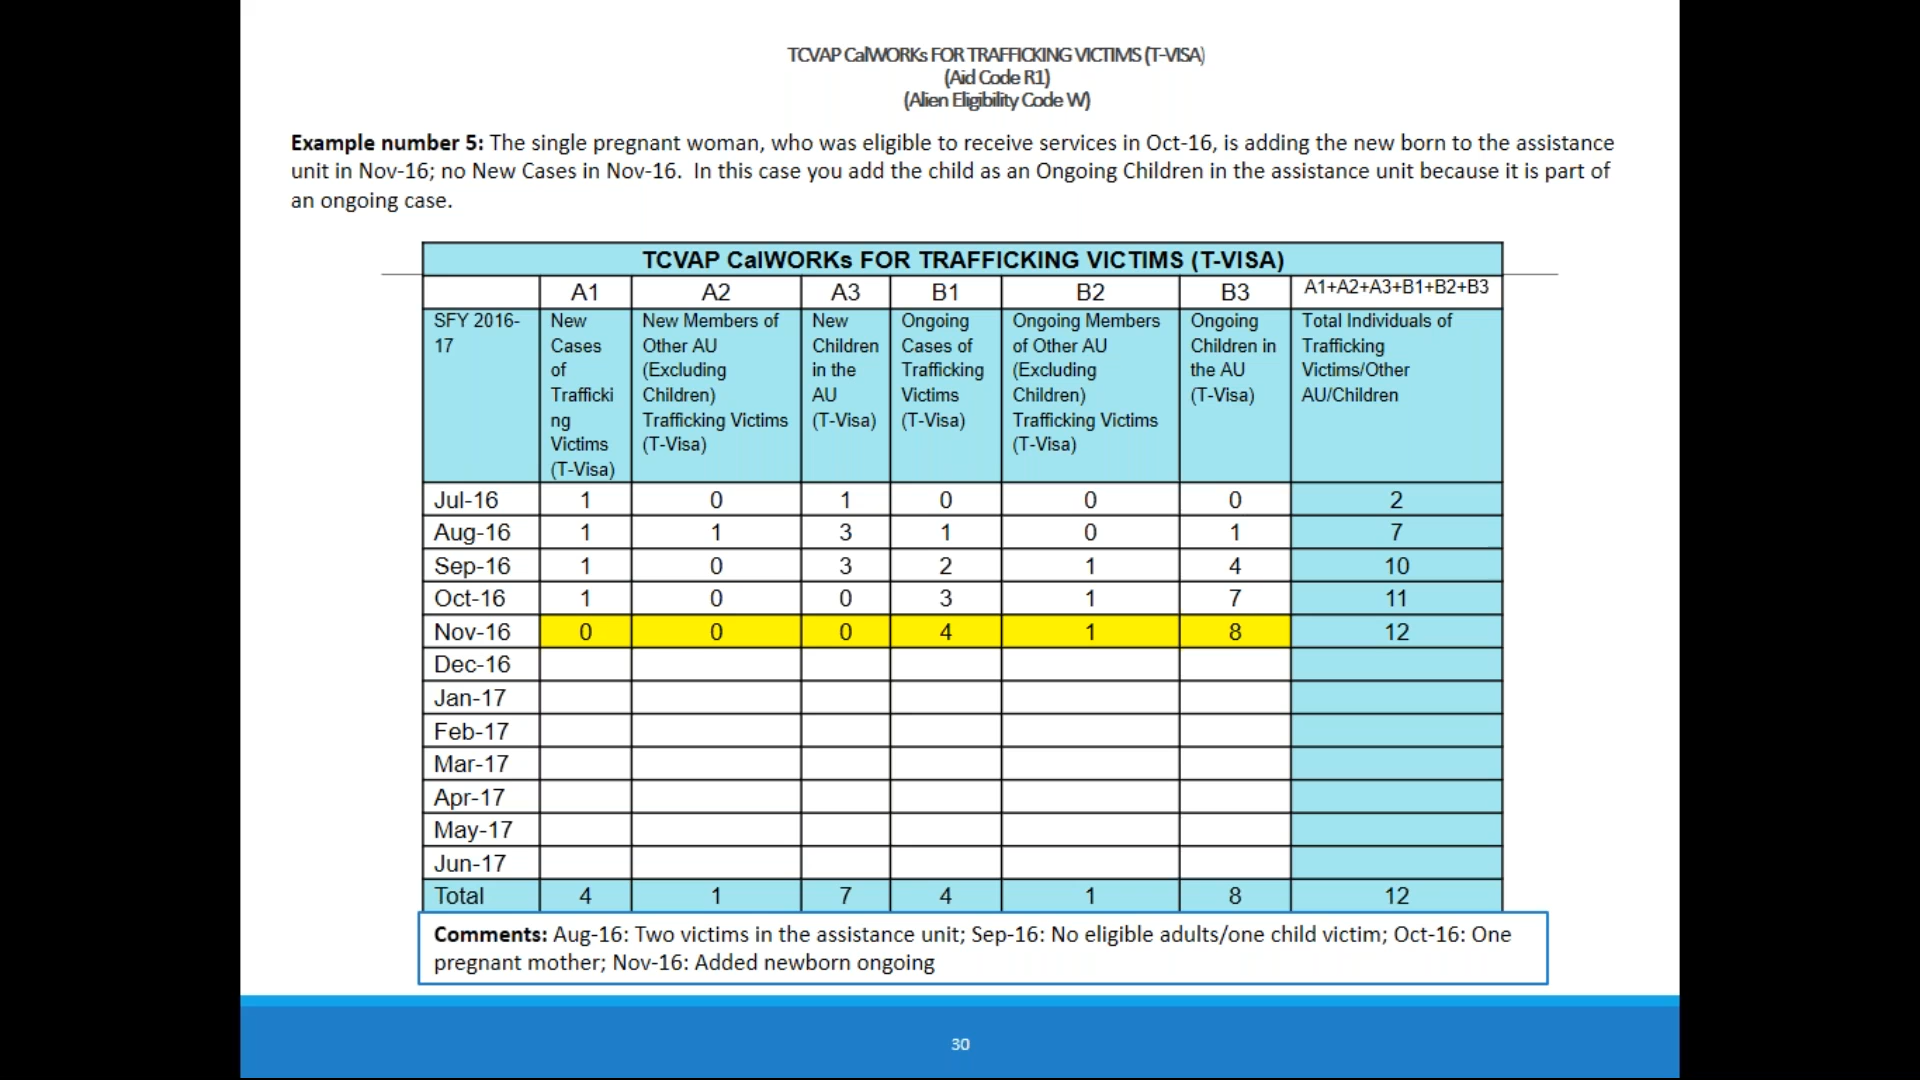 TCVAP CalWORKs FOR TRAFFICKING VICTIMS (T-VISA)
(Aid Code R1)
(Alien Eligibility Code W)
Example number 5: The single pregnant woman, who was eligible to receive services in Oct-16, is adding the new born to the assistance
unit in Nov-16; no New Cases in Nov-16. In this case you add the child as an Ongoing Children in the assistance unit because it is part of
an ongoing case.
TCVAP CalWORKs FOR TRAFFICKING VICTIMS (T-VISA)
A1 A2 A3 B1 B2 B3 A1+A2+A3+B1+B2+B3
SFY 2016- New New Members of New Ongoing Ongoing Members Ongoing Total Individuals of
17 Cases Other AU Children Cases of of Other AU Children in Trafficking
of (Excluding in the Trafficking (Excluding the AU Victims/Other
Trafficki Children) AU Victims Children) (T-Visa) AU/Children
ng Trafficking Victims (T-Visa) (T-Visa) Trafficking Victims
Victims (T-Visa) (T-Visa)
(T-Visa)
Jul-16 1 0 1 0 0 0 2
Aug-16 1 1 3 1 0 1 7
Sep-16 1 0 3 2 1 4 10
Oct-16 1 0 0 3 1 7 11
Nov-16 0 0 0 4 1 8 12
Dec-16
Jan-17
Feb-17
Mar-17
Apr-17
May-17
Jun-17
Total 4 1 7 4 1 8 12
Comments: Aug-16: Two victims in the assistance unit; Sep-16: No eligible adults/one child victim; Oct-16: One
pregnant mother; Nov-16: Added newborn ongoing
30